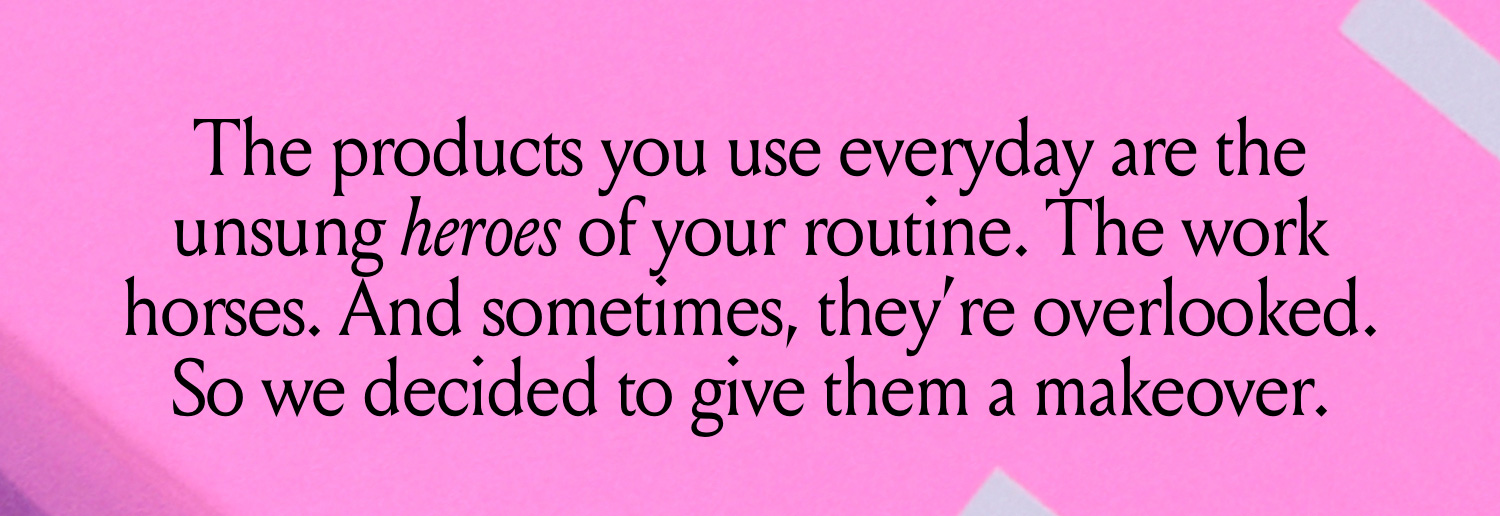 The products you use everyday are the
unsung heroes of your routine. The work
horses. And sometimes, they're overlooked.
So we decided to give them a makeover.